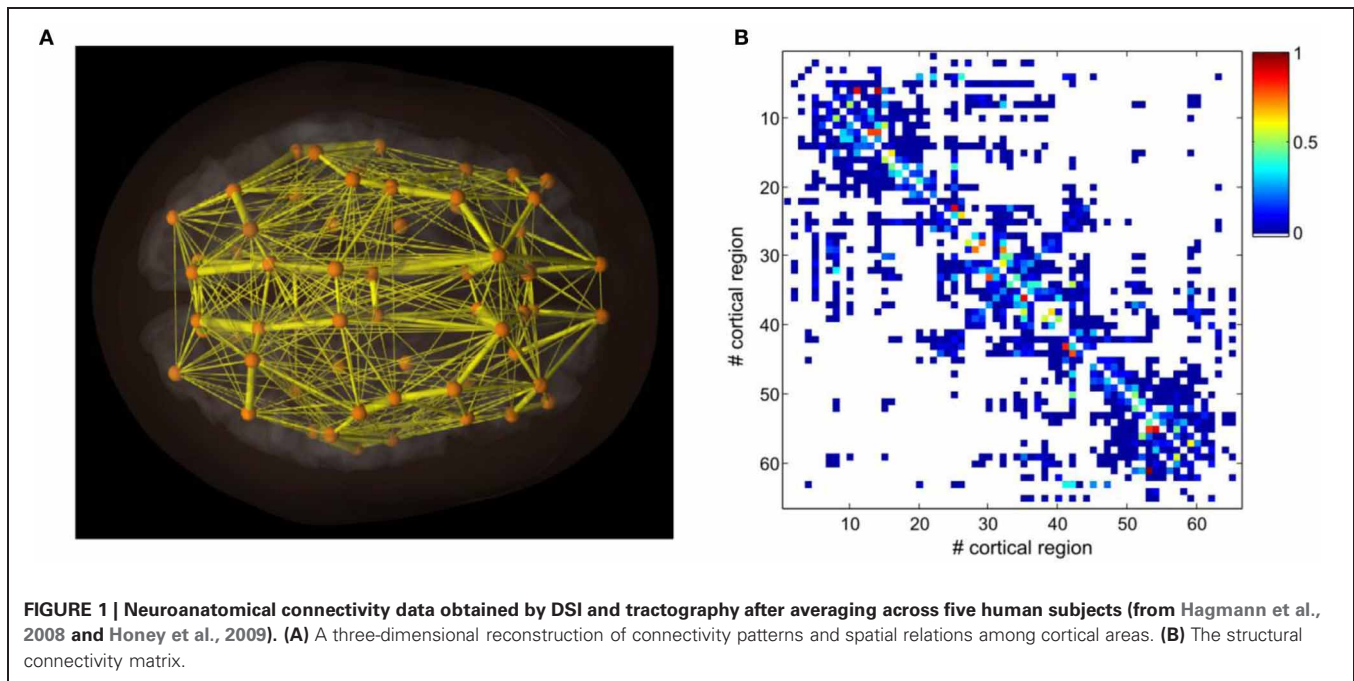 A
B
10
20
30
40
50
60
# cortical region
10 20 30 40 50 60
# cortical region
1
0.5
0
FIGURE 1 | Neuroanatomical connectivity data obtained by DSI and tractography after averaging across five human subjects (from Hagmann et al.,
2008 and Honey et al., 2009). (A) A three-dimensional reconstruction of connectivity patterns and spatial relations among cortical areas. (B) The structural
connectivity matrix.